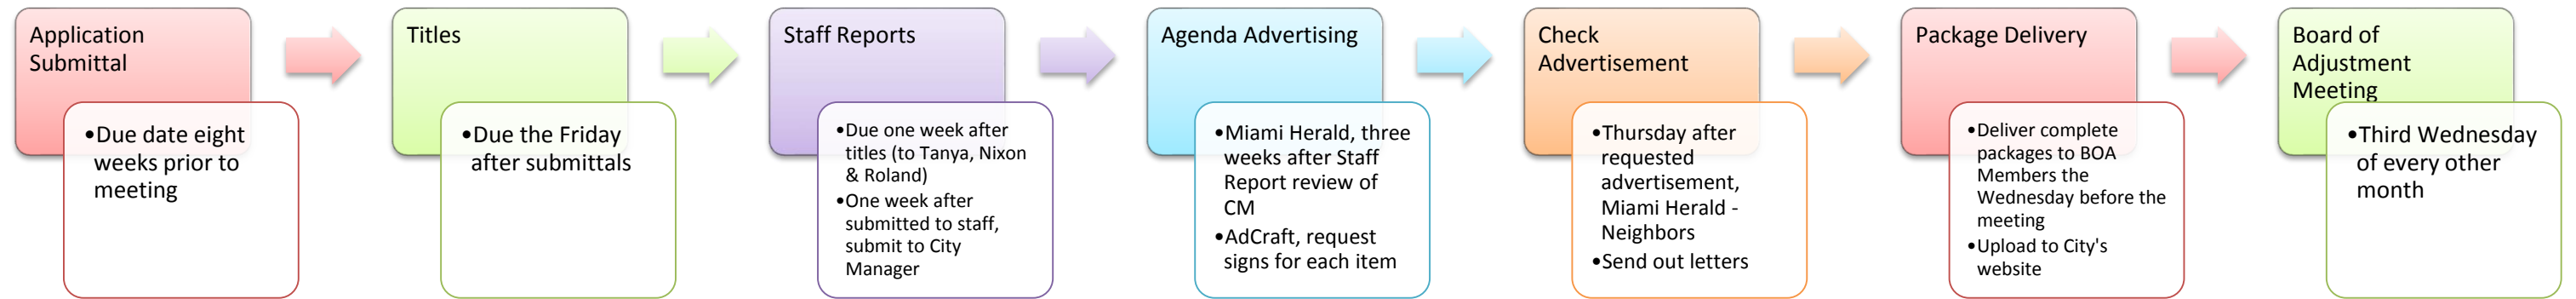 Application
Submittal
•Due date eight
weeks prior to
meeting
Titles
•Due the Friday
after submittals
Staff Reports
•Due one week after
titles (to Tanya, Nixon
& Roland)
•One week after
submitted to staff,
submit to City
Manager
Agenda Advertising
•Miami Herald, three
weeks after Staff
Report review of
CM
•AdCraft, request
signs for each item
Check
Advertisement
•Thursday after
requested
advertisement,
Miami Herald -
Neighbors
•Send out letters
Package Delivery
•Deliver complete
packages to BOA
Members the
Wednesday before the
meeting
•Upload to City's
website
Board of
Adjustment
Meeting
•Third Wednesday
of every other
month